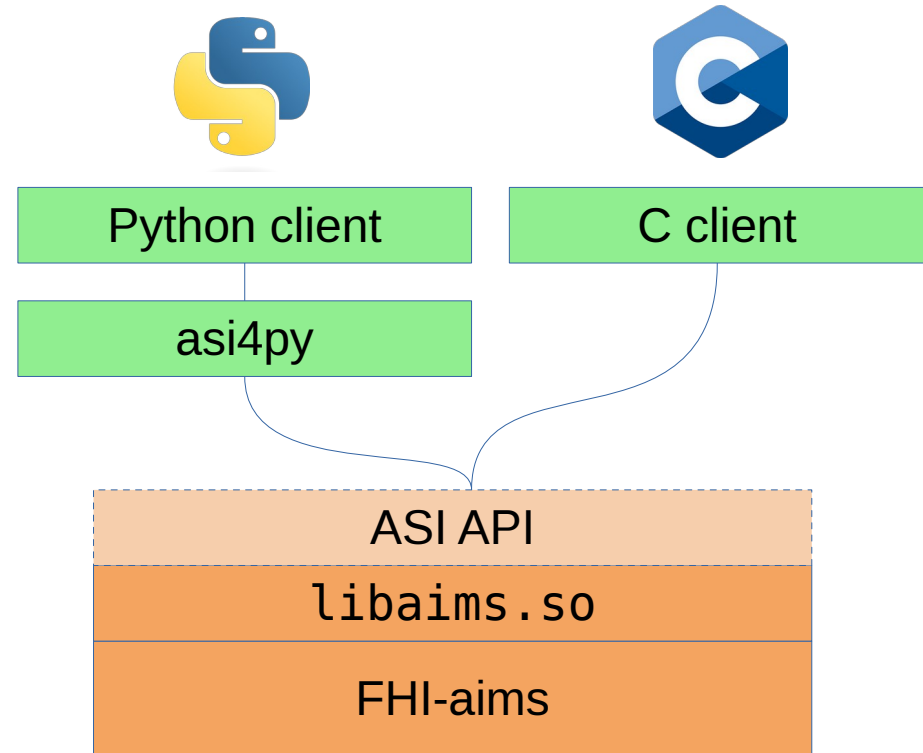 Python client
C client
asi4py
ASI API
libaims.so
FHI-aims